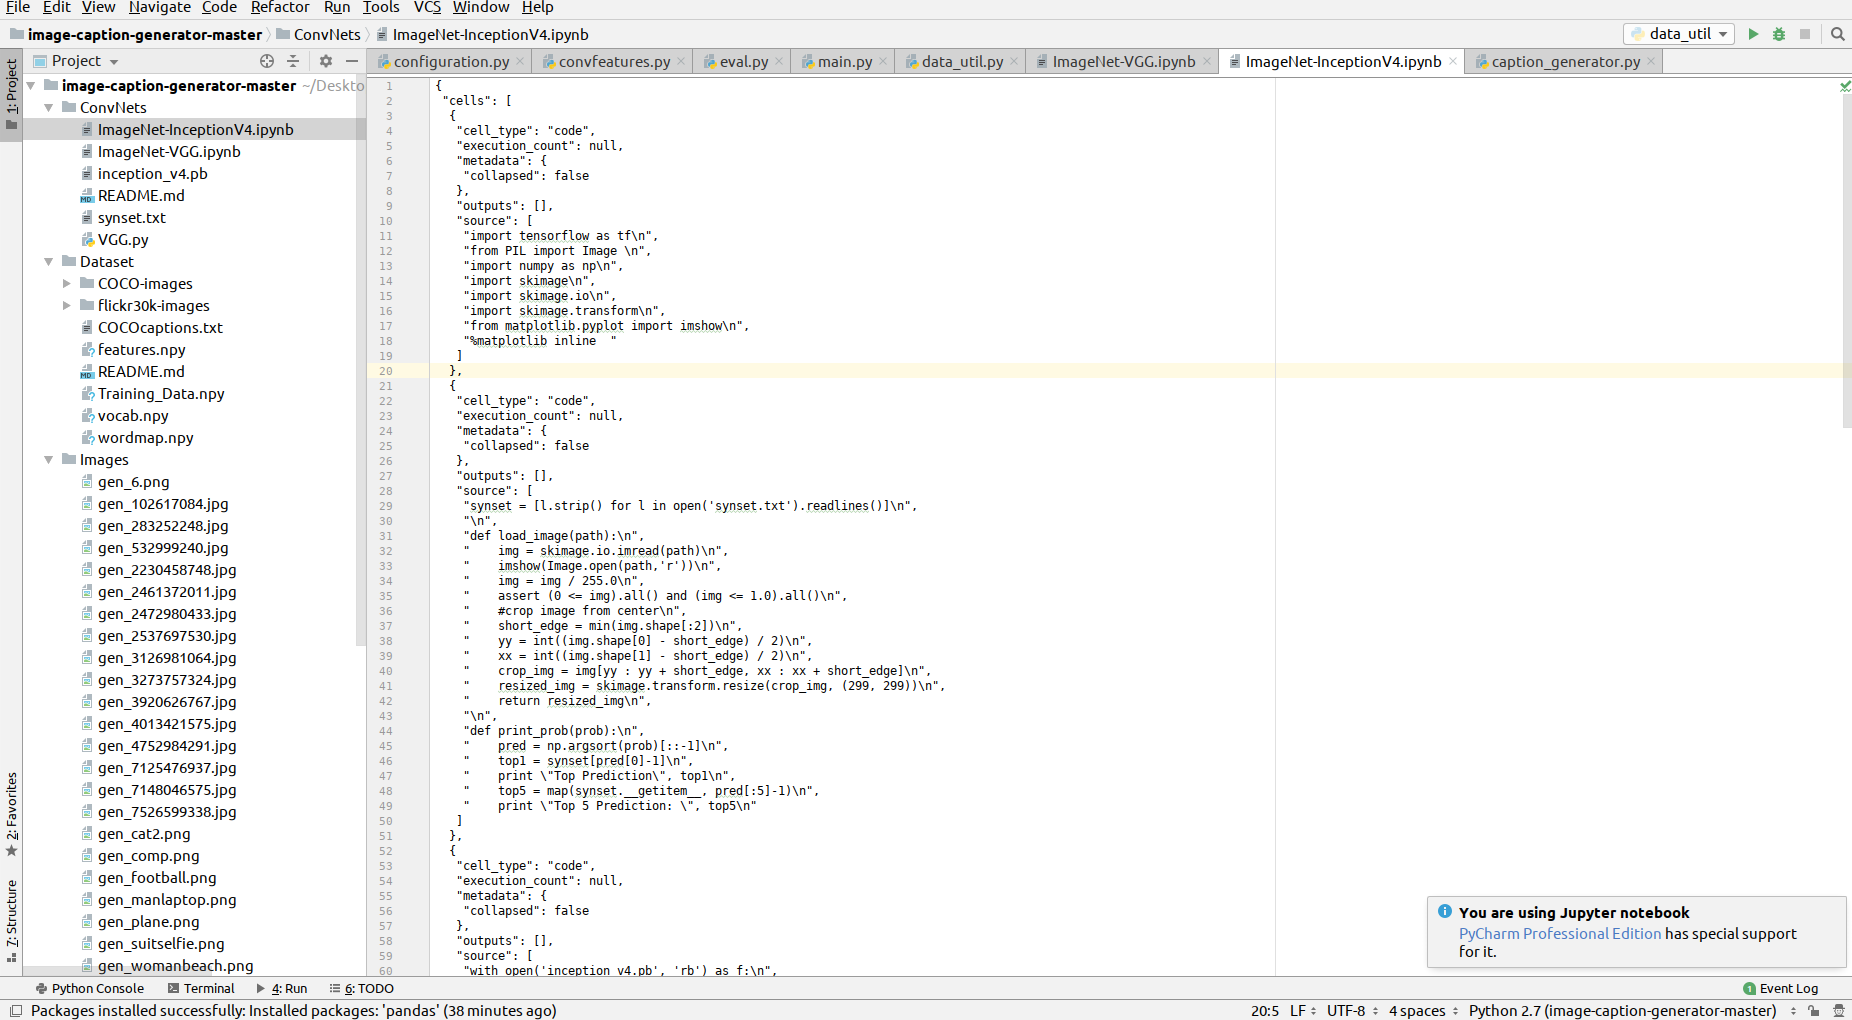 File Edit View Navigate Code Refactor Run Tools VCS Window Help
image-caption-generator-master ConvNets ImageNet-InceptionV4.ipynb data_util
1: Project
2: Favorites
7: Structure
Project
image-caption-generator-master ~/Deskto
ConvNets
ImageNet-InceptionV4.ipynb
ImageNet-VGG.ipynb
inception_v4.pb
README.md
synset.txt
VGG.py
Dataset
COCO-images
flickr30k-images
COCOcaptions.txt
features.npy
README.md
Training_Data.npy
vocab.npy
wordmap.npy
Images
gen_6.png
gen_102617084.jpg
gen_283252248.jpg
gen_532999240.jpg
gen_2230458748.jpg
gen_2461372011.jpg
gen_2472980433.jpg
gen_2537697530.jpg
gen_3126981064.jpg
gen_3273757324.jpg
gen_3920626767.jpg
gen_4013421575.jpg
gen_4752984291.jpg
gen_7125476937.jpg
gen_7148046575.jpg
gen_7526599338.jpg
gen_cat2.png
gen_comp.png
gen_football.png
gen_manlaptop.png
gen_plane.png
gen_suitselfie.png
gen_womanbeach.png
configuration.py convfeatures.py eval.py main.py data_util.py ImageNet-VGG.ipynb ImageNet-InceptionV4.ipynb caption_generator.py
1 {
2 "cells": [
3 {
4 "cell_type": "code",
5 "execution_count": null,
6 "metadata": {
7 "collapsed": false
8 },
9 "outputs": [],
10 "source": [
11 "import tensorflow as tf\n",
12 "from PIL import Image \n",
13 "import numpy as np\n",
14 "import skimage\n",
15 "import skimage.io\n",
16 "import skimage.transform\n",
17 "from matplotlib.pyplot import imshow\n",
18 "%matplotlib inline  "
19 ]
20 },
21 {
22 "cell_type": "code",
23 "execution_count": null,
24 "metadata": {
25 "collapsed": false
26 },
27 "outputs": [],
28 "source": [
29 "synset = [l.strip() for l in open('synset.txt').readlines()]\n",
30 "\n",
31 "def load_image(path):\n",
32 "    img = skimage.io.imread(path)\n",
33 "    imshow(Image.open(path,'r'))\n",
34 "    img = img / 255.0\n",
35 "    assert (0 <= img).all() and (img <= 1.0).all()\n",
36 "    #crop image from center\n",
37 "    short_edge = min(img.shape[:2])\n",
38 "    yy = int((img.shape[0] - short_edge) / 2)\n",
39 "    xx = int((img.shape[1] - short_edge) / 2)\n",
40 "    crop_img = img[yy : yy + short_edge, xx : xx + short_edge]\n",
41 "    resized_img = skimage.transform.resize(crop_img, (299, 299))\n",
42 "    return resized_img\n",
43 "\n",
44 "def print_prob(prob):\n",
45 "    pred = np.argsort(prob)[::-1]\n",
46 "    top1 = synset[pred[0]-1]\n",
47 "    print \"Top Prediction\", top1\n",
48 "    top5 = map(synset.__getitem__, pred[:5]-1)\n",
49 "    print \"Top 5 Prediction: \", top5\n"
50 ]
51 },
52 {
53 "cell_type": "code",
54 "execution_count": null,
55 "metadata": {
56 "collapsed": false
57 },
58 "outputs": [],
59 "source": [
60 "with open('inception_v4.pb', 'rb') as f:\n",
You are using Jupyter notebook
PyCharm Professional Edition has special support
for it.
Python Console Terminal 4: Run 6: TODO 1 Event Log
Packages installed successfully: Installed packages: 'pandas' (38 minutes ago) 20:5 LF UTF-8 4 spaces Python 2.7 (image-caption-generator-master)